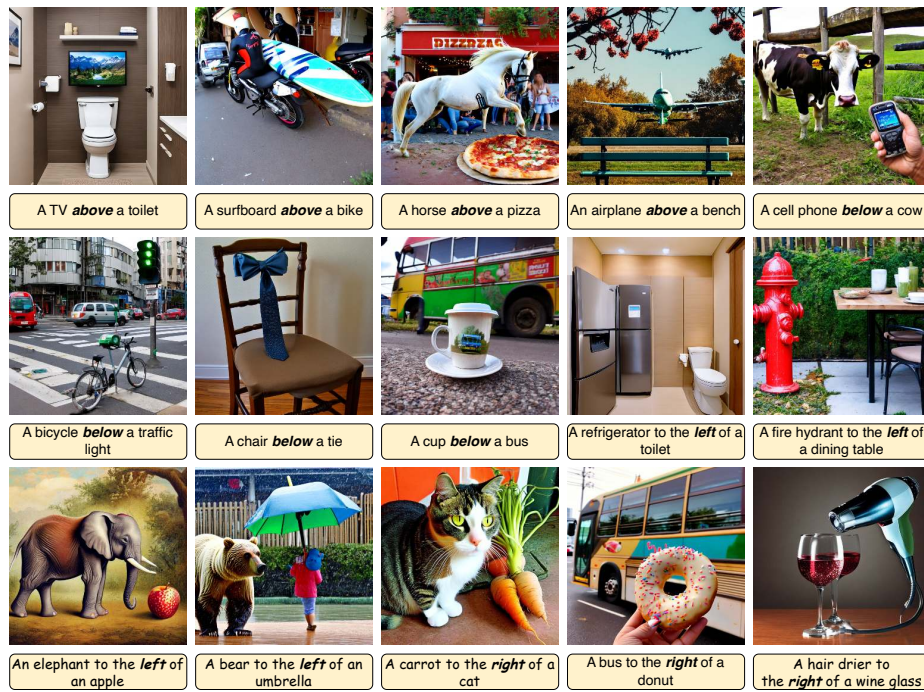 PIZZRZAS
A TV above a toilet
A surfboard above a bike
A horse above a pizza
An airplane above a bench
A cell phone below a cow
A bicycle below a traffic
light
A chair below a tie
A cup below a bus
A refrigerator to the left of a
toilet
A fire hydrant to the left of
a dining table
An elephant to the left of
an apple
A bear to the left of an
umbrella
A carrot to the right of a
cat
A bus to the right of a
donut
A hair drier to
the right of a wine glass